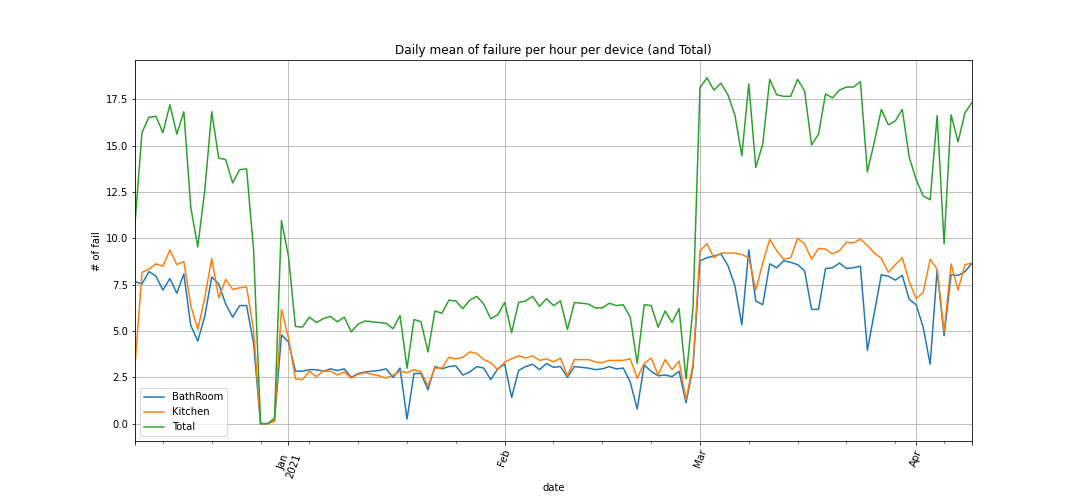 Daily mean of failure per hour per device (and Total)
# of fail
17.5
15.0
12.5
10.0
7.5
5.0
2.5
0.0
BathRoom
Kitchen
Total
Jan
2021
Feb
Mar
Apr
date